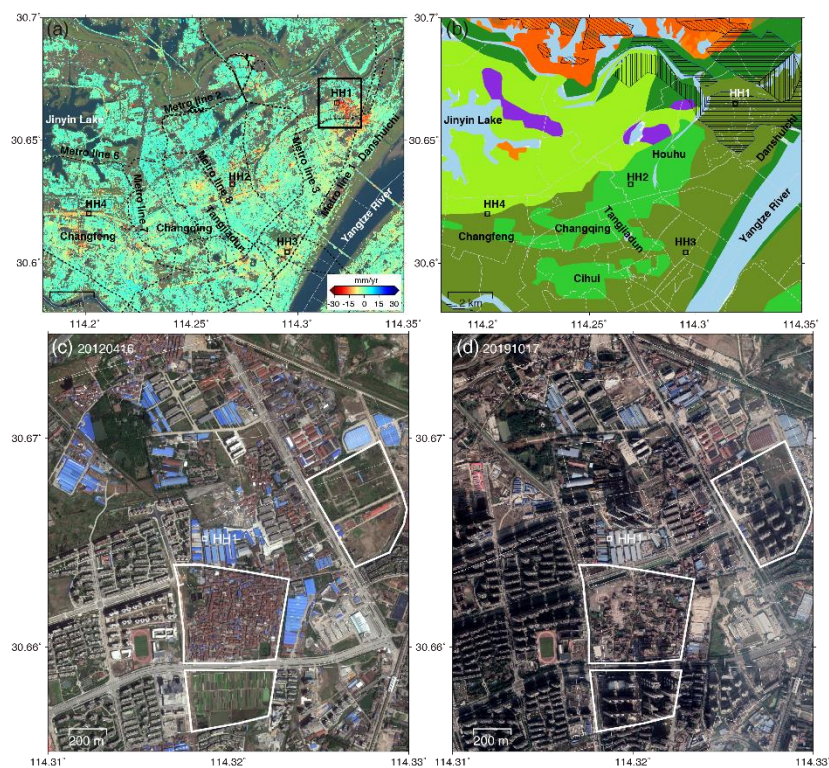 30.7
30.65
30.6
(a)
Metro line 2
HH1
Jinyin Lake
Metro line 6
Metro line 3
Metro line 1
Danshuichi
HH2
Metro line 8
HH4
Metro line 7
Tangjiadun
Changfeng
Changqing
HH3
Yangtze River
mm/yr
-30 -15 0 15 30
114.2 114.25 114.3 114.35
(b)
HH1
Jinyin Lake
Danshuichi
Houhu
HH2
HH4
Changqing
Tangjiadun
Changfeng
HH3
Yangtze River
Cihui
2 km
114.2 114.25 114.3 114.35
(c) 20120416
30.67
30.66
HH1
200 m
114.31 114.32 114.33
(d) 20191017
HH1
200 m
114.31 114.32 114.33